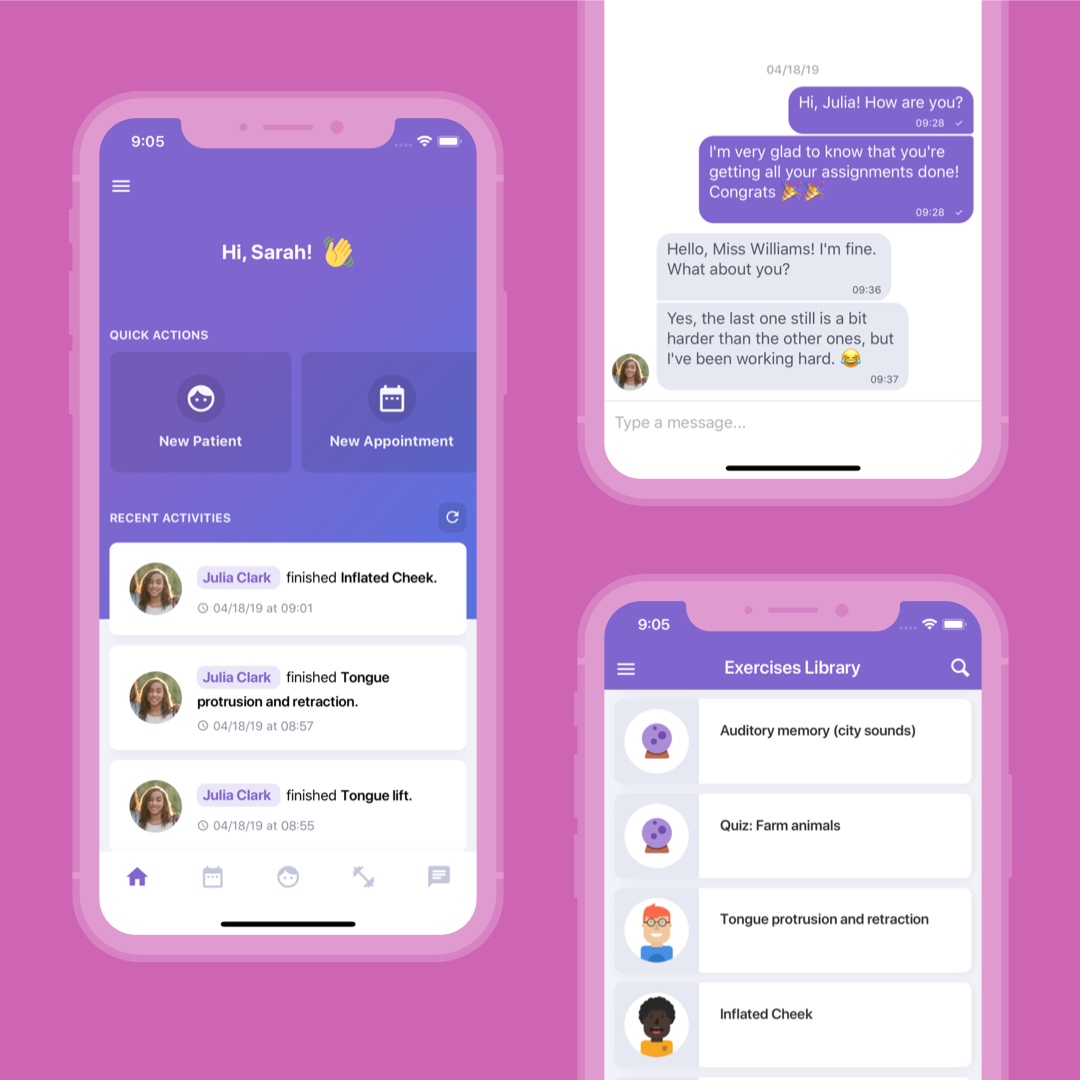 9:05
Hi, Sarah! 👋
QUICK ACTIONS
New Patient
New Appointment
RECENT ACTIVITIES
Julia Clark finished Inflated Cheek.
04/18/19 at 09:01
Julia Clark finished Tongue
protrusion and retraction.
04/18/19 at 08:57
Julia Clark finished Tongue lift.
04/18/19 at 08:55
04/18/19
Hi, Julia! How are you?
09:28 ✓
I'm very glad to know that you're
getting all your assignments done!
Congrats 🎉🎉
09:28 ✓
Hello, Miss Williams! I'm fine.
What about you?
09:36
Yes, the last one still is a bit
harder than the other ones, but
I've been working hard. 😂
09:37
Type a message...
9:05
Exercises Library
Auditory memory (city sounds)
Quiz: Farm animals
Tongue protrusion and retraction
Inflated Cheek